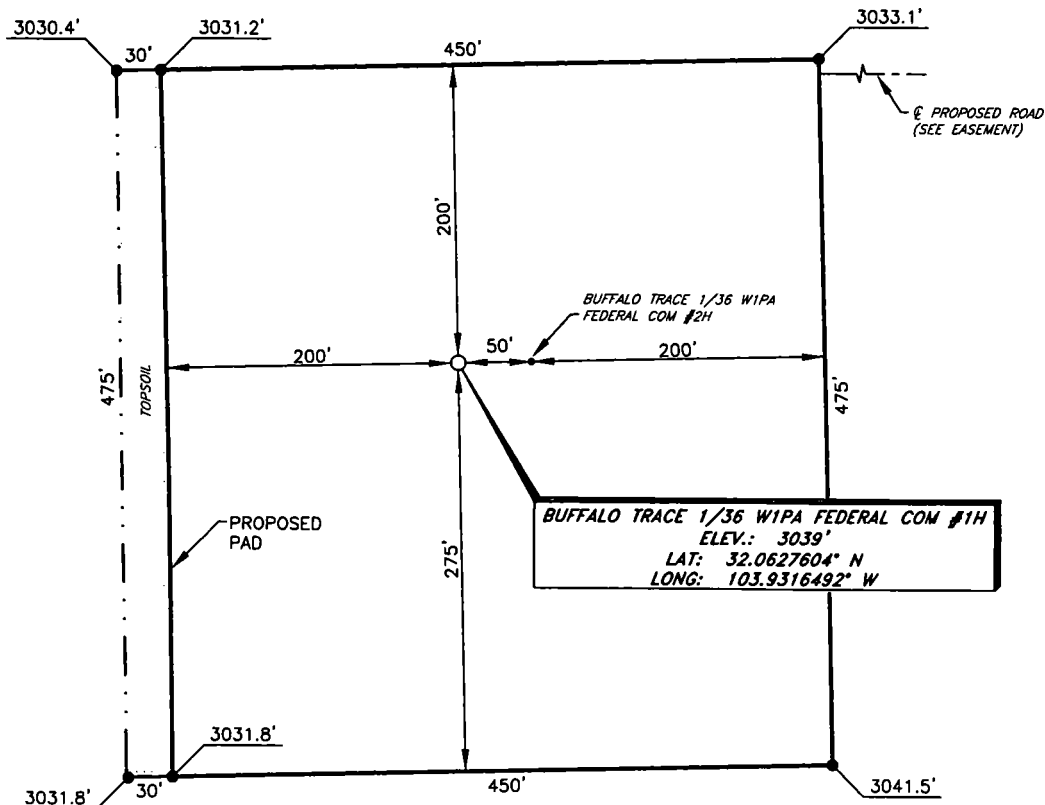 3030.4'
30'
3031.2'
450'
3033.1'
℄ PROPOSED ROAD
(SEE EASEMENT)
200'
BUFFALO TRACE 1/36 W1PA
FEDERAL COM #2H
200'
50'
200'
475'
TOPSOIL
475'
PROPOSED
PAD
275'
BUFFALO TRACE 1/36 W1PA FEDERAL COM #1H
ELEV.: 3039'
LAT: 32.0627604° N
LONG: 103.9316492° W
3031.8'
3031.8'
30'
450'
3041.5'